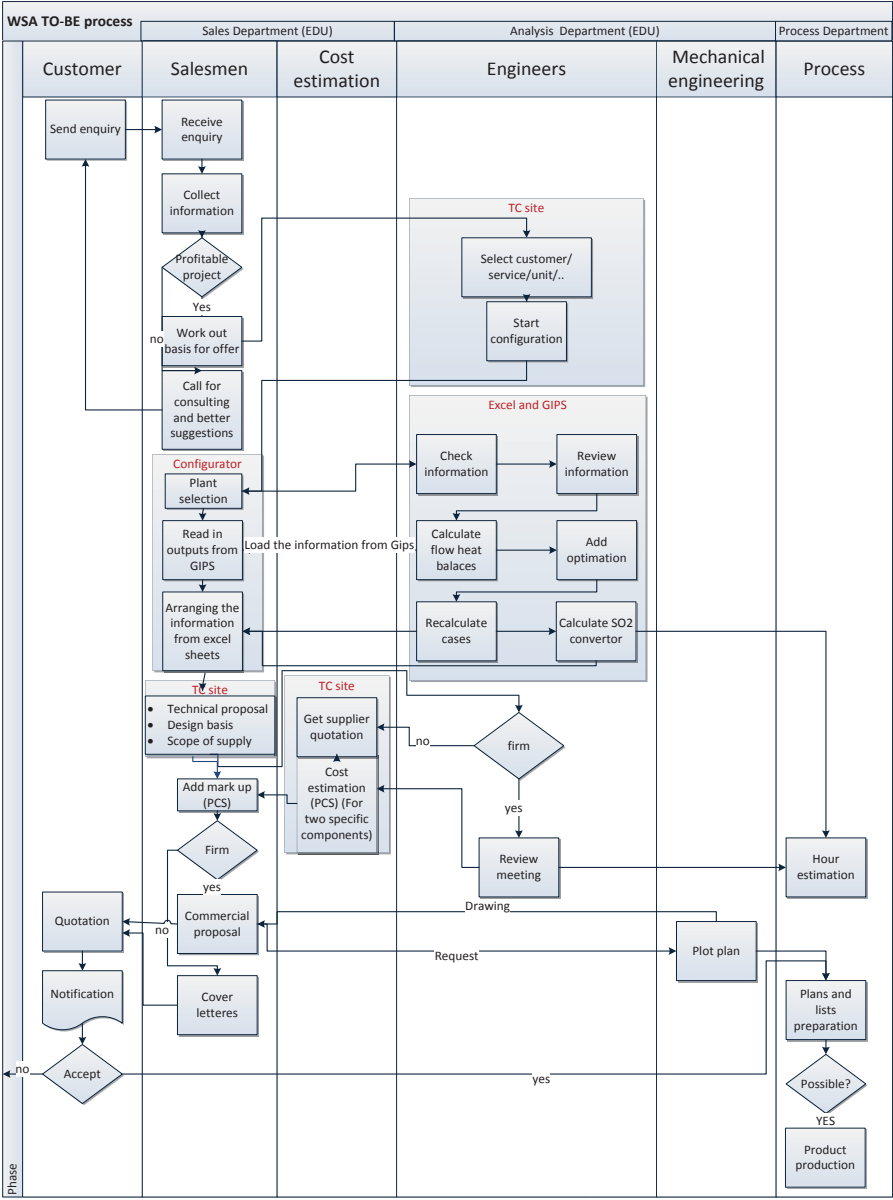 WSA TO-BE process
Sales Department (EDU)
Analysis Department (EDU)
Process Department
Customer
Salesmen
Cost
estimation
Engineers
Mechanical
engineering
Process
Send enquiry
Receive
enquiry
Collect
information
Profitable
project
Yes
no
Work out
basis for offer
Call for
consulting
and better
suggestions
TC site
Select customer/
service/unit/..
Start
configuration
Excel and GIPS
Check
information
Review
information
Calculate
flow heat
balaces
Add
optimation
Recalculate
cases
Calculate SO2
convertor
Configurator
Plant
selection
Read in
outputs from
GIPS
Load the information from Gips
Arranging the
information
from excel
sheets
TC site
• Technical proposal
• Design basis
• Scope of supply
TC site
Get supplier
quotation
Cost
estimation
(PCS) (For
two specific
components)
no
firm
yes
Add mark up
(PCS)
Firm
yes
no
Review
meeting
Hour
estimation
Drawing
Quotation
Commercial
proposal
Request
Plot plan
Notification
Cover
letteres
Plans and
lists
preparation
no
Accept
yes
Possible?
YES
Product
production
Phase